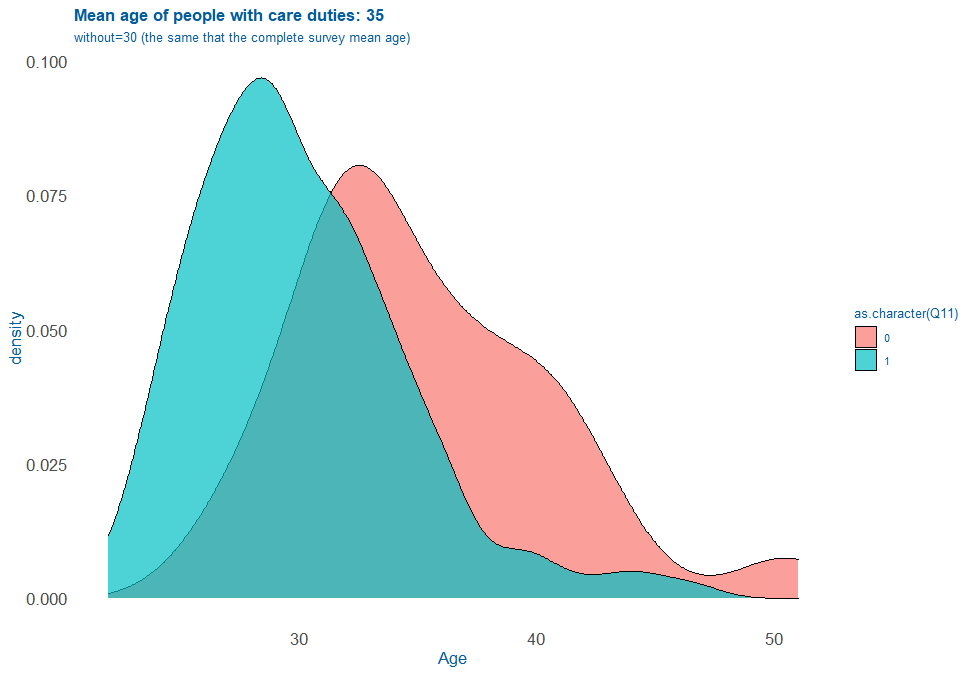 Mean age of people with care duties: 35
without=30 (the same that the complete survey mean age)
0.100
0.075
0.050
0.025
0.000
density
30 40 50
Age
as.character(Q11)
0
1